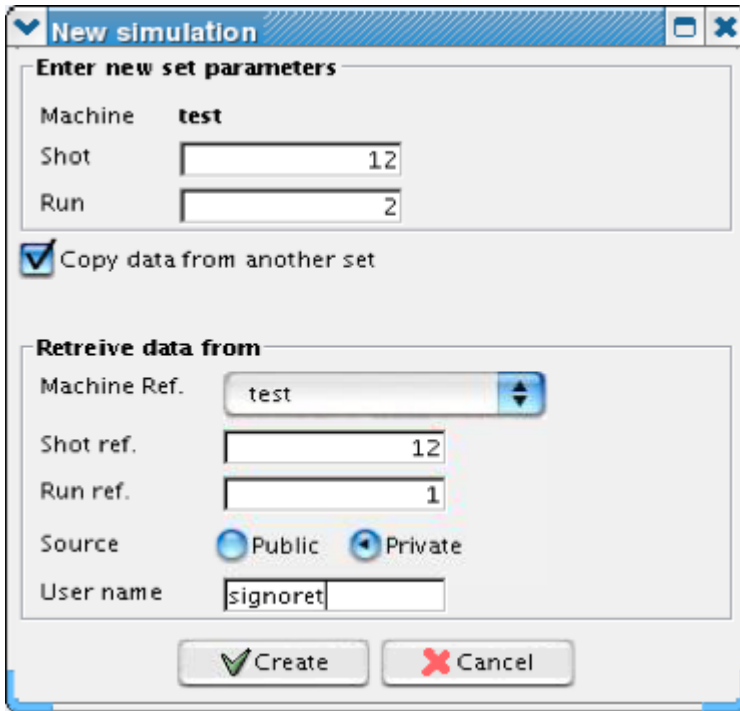 New simulation
Enter new set parameters
Machine test
Shot 12
Run 2
Copy data from another set
Retreive data from
Machine Ref. test
Shot ref. 12
Run ref. 1
Source Public Private
User name signoret
Create Cancel